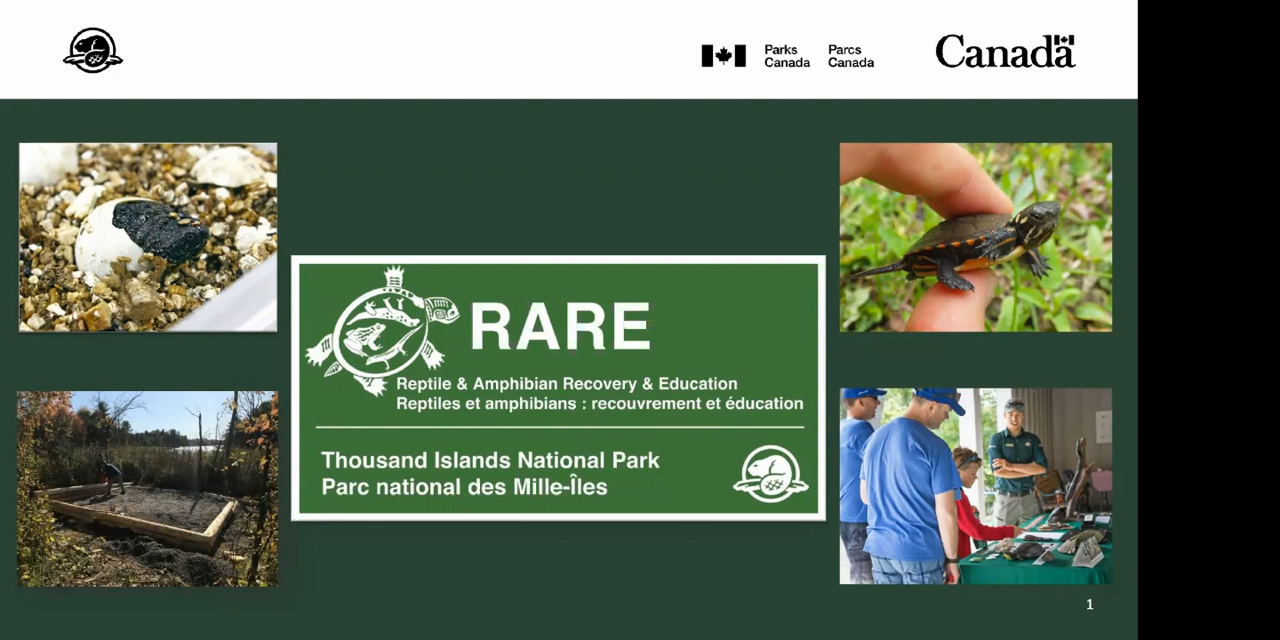 Parks
Canada
Parcs
Canada
Canada
RARE
Reptile & Amphibian Recovery & Education
Reptiles et amphibians : recouvrement et éducation
Thousand Islands National Park
Parc national des Mille-Îles
1